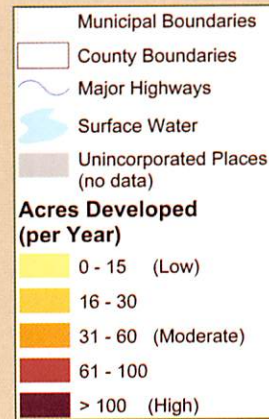 Municipal Boundaries
County Boundaries
Major Highways
Surface Water
Unincorporated Places
(no data)
Acres Developed
(per Year)
0 - 15 (Low)
16 - 30
31 - 60 (Moderate)
61 - 100
> 100 (High)